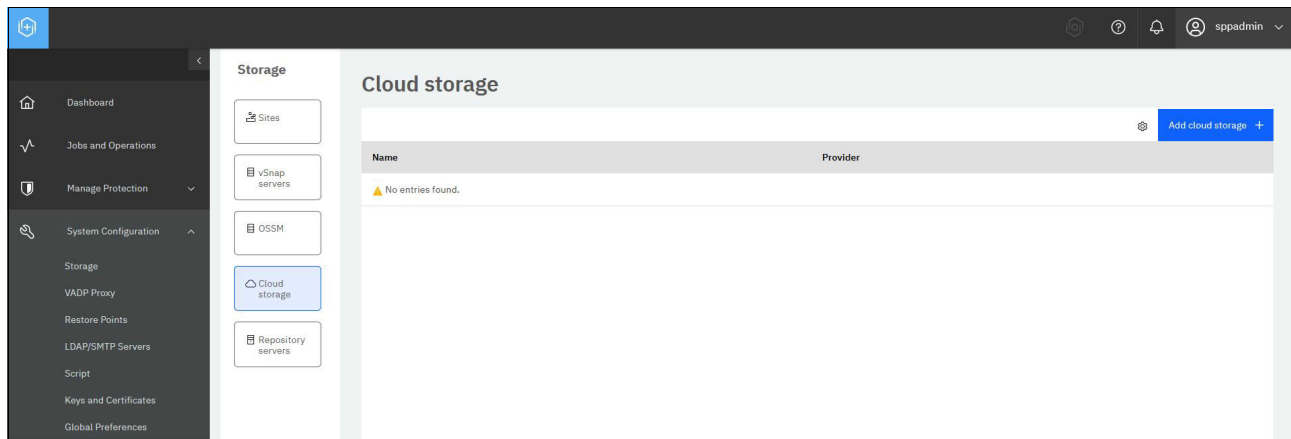 sppadmin
Dashboard
Jobs and Operations
Manage Protection
System Configuration
Storage
VADP Proxy
Restore Points
LDAP/SMTP Servers
Script
Keys and Certificates
Global Preferences
Storage
Sites
vSnap
servers
OSSM
Cloud
storage
Repository
servers
Cloud storage
Add cloud storage +
Name Provider
No entries found.